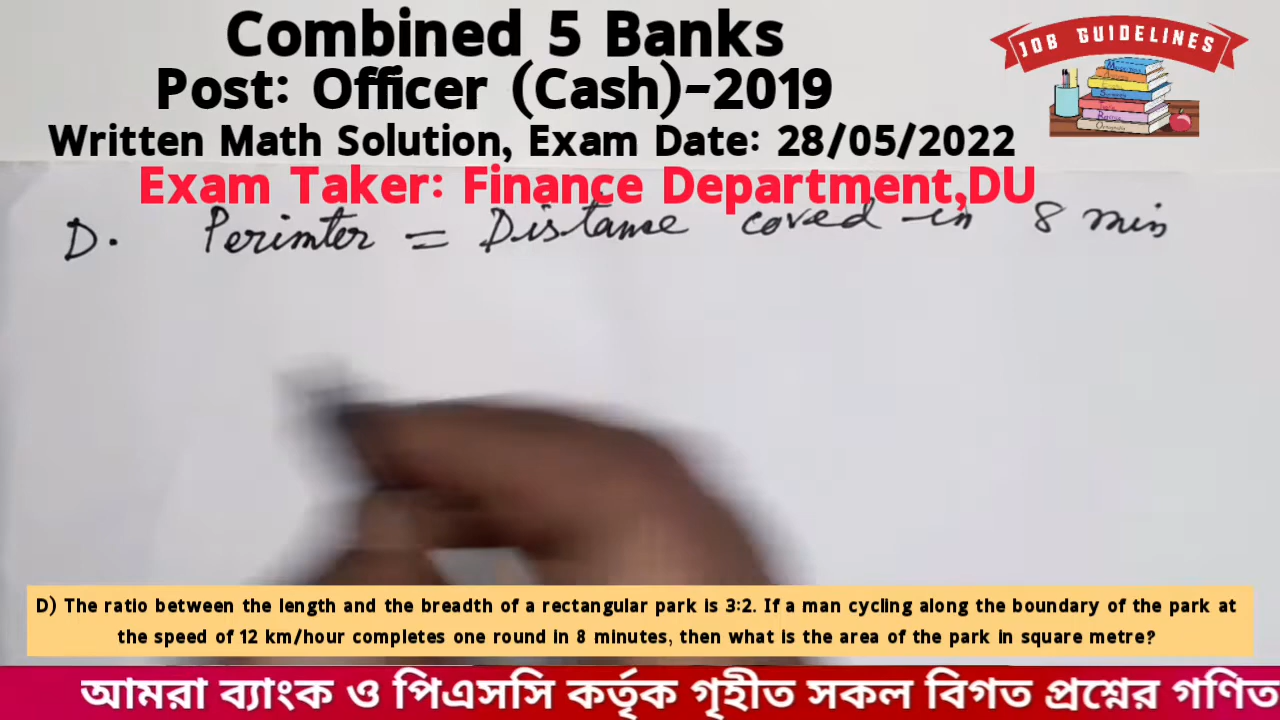 Combined 5 Banks
JOB GUIDELINES
Post: Officer (Cash)-2019
Written Math Solution, Exam Date: 28/05/2022
Exam Taker: Finance Department,DU
D. Perimter = Distance coved in 8 min
D) The ratio between the length and the breadth of a rectangular park is 3:2. If a man cycling along the boundary of the park at
the speed of 12 km/hour completes one round in 8 minutes, then what is the area of the park in square metre?
আমরা ব্যাংক ও পিএসসি কর্তৃক গৃহীত সকল বিগত প্রশ্নের গণিত